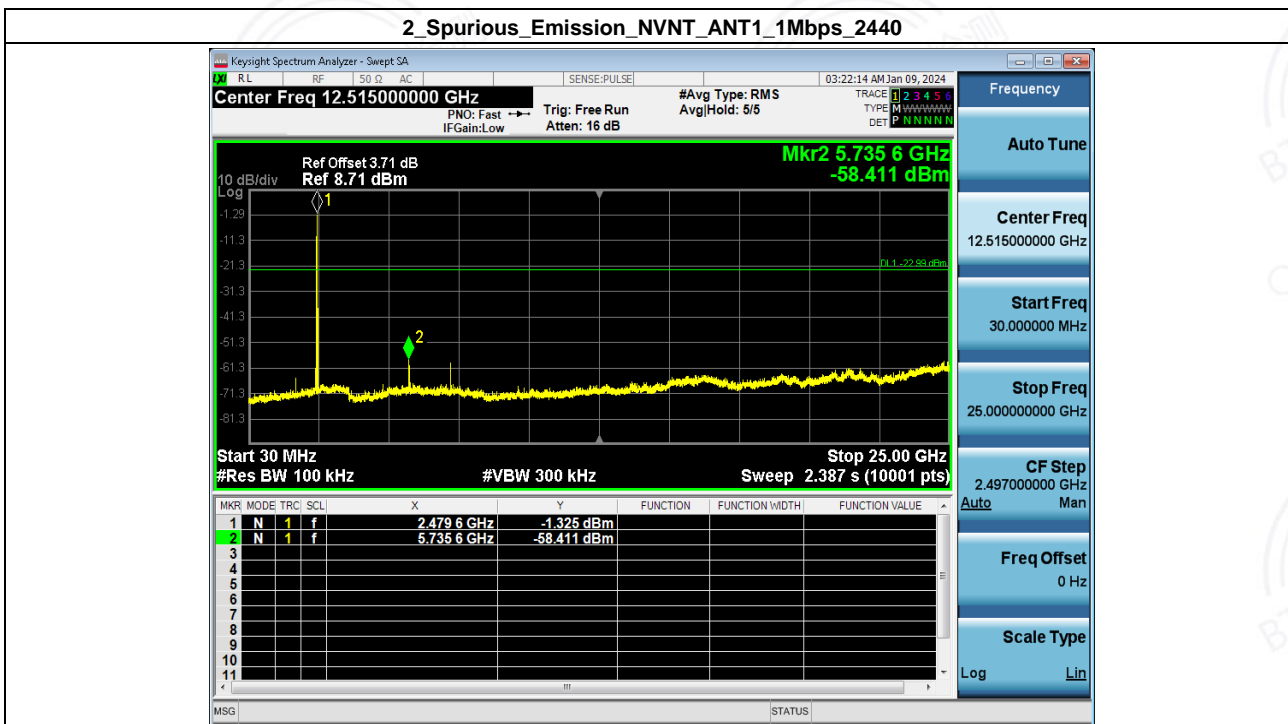 2_Spurious_Emission_NVNT_ANT1_1Mbps_2440
Keysight Spectrum Analyzer - Swept SA
RL RF 50 Ω AC SENSE:PULSE 03:22:14 AM Jan 09, 2024
Center Freq 12.515000000 GHz
PNO: Fast
IFGain:Low
Trig: Free Run
Atten: 16 dB
#Avg Type: RMS
Avg|Hold: 5/5
TRACE 1 2 3 4 5 6
TYPE M WWWWW
DET P N N N N N
Mkr2 5.735 6 GHz
-58.411 dBm
Ref Offset 3.71 dB
10 dB/div Ref 8.71 dBm
Log
1
-1.29
-11.3
-21.3
DL1 -22.99 dBm
-31.3
-41.3
-51.3
2
-61.3
-71.3
-81.3
Start 30 MHz Stop 25.00 GHz
#Res BW 100 kHz #VBW 300 kHz Sweep 2.387 s (10001 pts)
MKR MODE TRC SCL X Y FUNCTION FUNCTION WIDTH FUNCTION VALUE
1 N 1 f 2.479 6 GHz -1.325 dBm
2 N 1 f 5.735 6 GHz -58.411 dBm
3
4
5
6
7
8
9
10
11
MSG STATUS
Frequency
Auto Tune
Center Freq
12.515000000 GHz
Start Freq
30.000000 MHz
Stop Freq
25.000000000 GHz
CF Step
2.497000000 GHz
Auto Man
Freq Offset
0 Hz
Scale Type
Log Lin